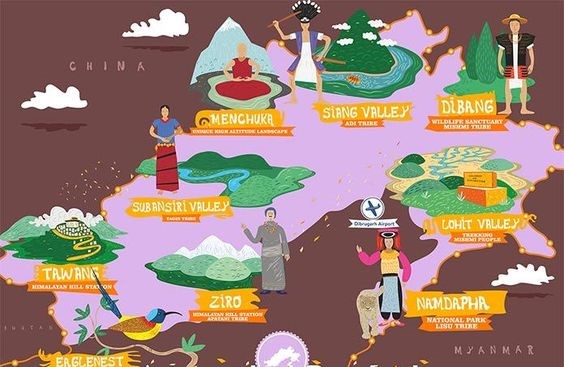 CHINA
MENCHUKA
UNIQUE HIGH ALTITUDE LANDSCAPE
SIANG VALLEY
ADI TRIBE
DIBANG
WILDLIFE SANCTUARY
MISHMI TRIBE
SUBANSIRI VALLEY
TAGIN TRIBE
Dibrugarh Airport
LOHIT VALLEY
TREKKING
MISHMI PEOPLE
TAWANG
HIMALAYAN HILL STATION
ZIRO
HIMALAYAN HILL STATION
APATANI TRIBE
NAMDAPHA
NATIONAL PARK
LISU TRIBE
BHUTAN
MYANMAR
EAGLENEST